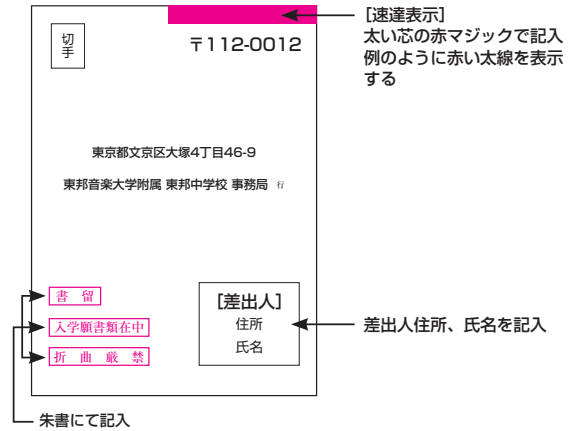 切手
〒112-0012
[速達表示]
太い芯の赤マジックで記入
例のように赤い太線を表示
する
東京都文京区大塚4丁目46-9
東邦音楽大学附属 東邦中学校 事務局 行
書 留
入学願書類在中
折 曲 厳 禁
[差出人]
住所
氏名
差出人住所、氏名を記入
朱書にて記入